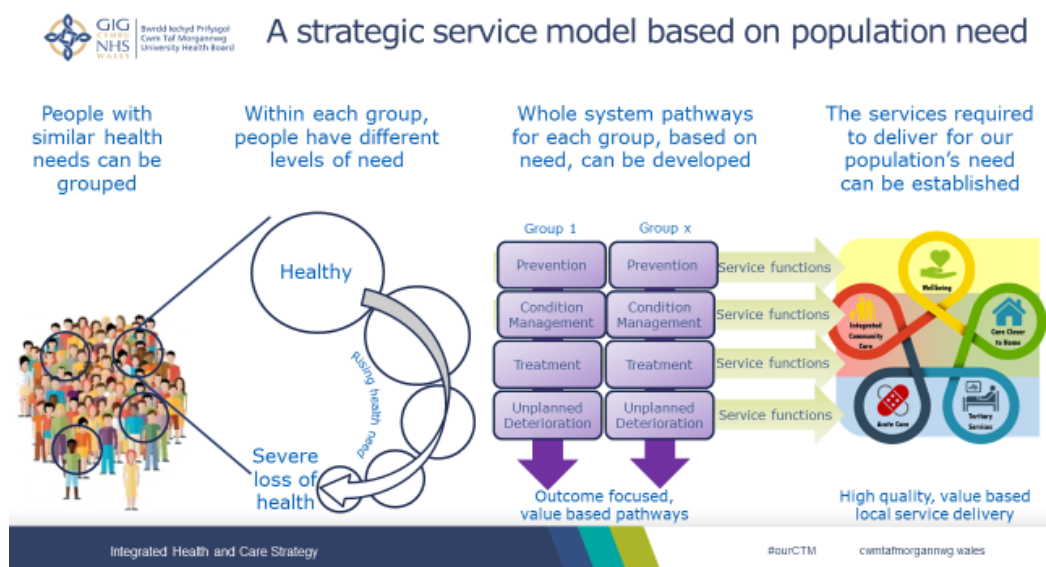 GIG
CYMRU
NHS
WALES
Bwrdd Iechyd Prifysgol
Cwm Taf Morgannwg
University Health Board
A strategic service model based on population need
People with
similar health
needs can be
grouped
Within each group,
people have different
levels of need
Whole system pathways
for each group, based on
need, can be developed
The services required
to deliver for our
population's need
can be established
Healthy
Rising health need
Severe
loss of
health
Group 1
Group x
Prevention
Prevention
Service functions
Condition
Management
Condition
Management
Service functions
Treatment
Treatment
Service functions
Unplanned
Deterioration
Unplanned
Deterioration
Service functions
Outcome focused,
value based pathways
Wellbeing
Integrated
Community
Care
Care Closer
to Home
Acute Care
Tertiary
Services
High quality, value based
local service delivery
Integrated Health and Care Strategy
#ourCTM
cwmtafmorgannwg.wales